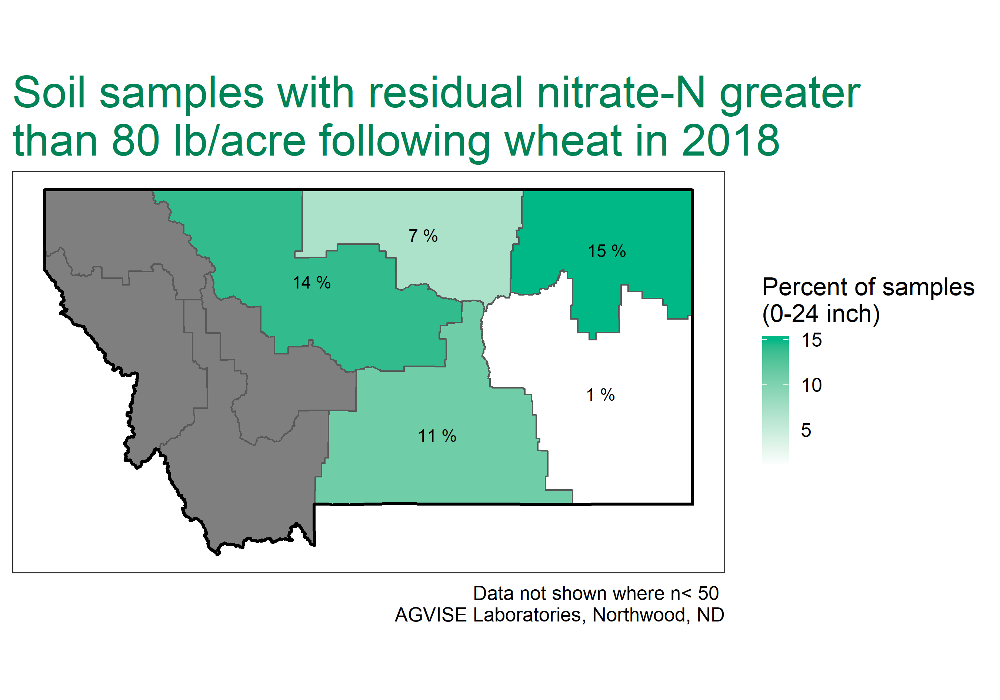 Soil samples with residual nitrate-N greater
than 80 lb/acre following wheat in 2018
7 %
15 %
14 %
1 %
11 %
Percent of samples
(0-24 inch)
15
10
5
Data not shown where n< 50
AGVISE Laboratories, Northwood, ND